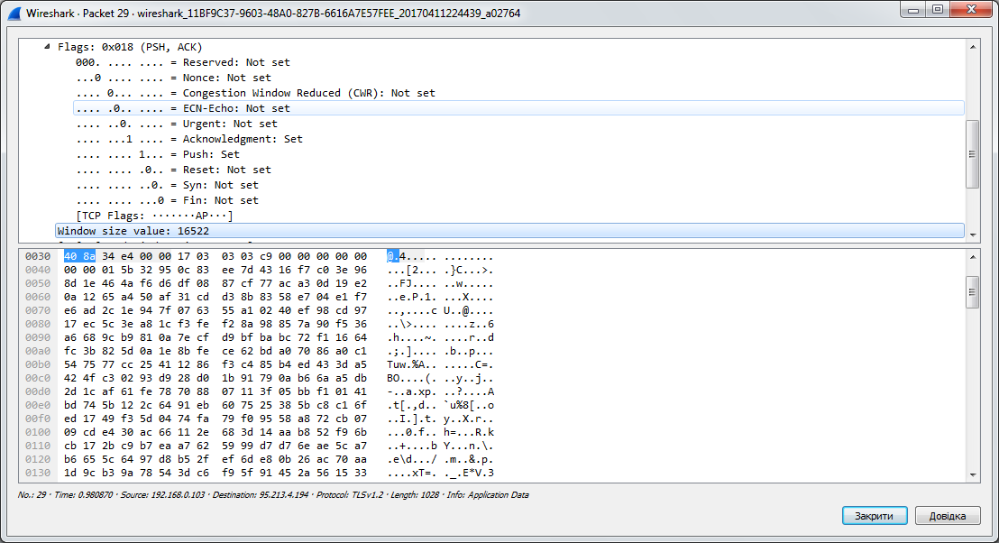 Wireshark · Packet 29 · wireshark_11BF9C37-9603-48A0-827B-6616A7E57FEE_20170411224439_a02764
Flags: 0x018 (PSH, ACK)
000. .... .... = Reserved: Not set
...0 .... .... = Nonce: Not set
.... 0... .... = Congestion Window Reduced (CWR): Not set
.... .0.. .... = ECN-Echo: Not set
.... ..0. .... = Urgent: Not set
.... ...1 .... = Acknowledgment: Set
.... .... 1... = Push: Set
.... .... .0.. = Reset: Not set
.... .... ..0. = Syn: Not set
.... .... ...0 = Fin: Not set
[TCP Flags: ·······AP···]
Window size value: 16522
0030 40 8a 34 e4 00 00 17 03 03 03 c9 00 00 00 00 00 @.4..... ........
0040 00 00 01 5b 32 95 0c 83 ee 7d 43 16 f7 c0 3e 96 ...[2... .}C...>.
0050 8d 1e 46 4a f6 d6 df 08 87 cf 77 ac a3 0d 19 e2 ..FJ.... ..w.....
0060 0a 12 65 a4 50 af 31 cd d3 8b 83 58 e7 04 e1 f7 ..e.P.1. ...X....
0070 e6 ad 2c 1e 94 7f 07 63 55 a1 02 40 ef 98 cd 97 ..,....c U..@....
0080 17 ec 5c 3e a8 1c f3 fe f2 8a 98 85 7a 90 f5 36 ..\>.... ....z..6
0090 a6 68 9c b9 81 0a 7e cf d9 bf ba bc 72 f1 16 64 .h....~. ....r..d
00a0 fc 3b 82 5d 0a 1e 8b fe ce 62 bd a0 70 86 a0 c1 .;.].... .b..p...
00b0 54 75 77 cc 25 41 12 86 f3 c4 85 b4 ed 43 3d a5 Tuw.%A.. .....C=.
00c0 42 4f c3 02 93 d9 28 d0 1b 91 79 0a b6 6a a5 db BO....(. ..y..j..
00d0 2d 1c af 61 fe 78 70 88 07 11 3f 05 bb f1 01 41 -..a.xp. ..?....A
00e0 bd 74 5b 12 2c 64 91 eb 60 75 25 38 5b c8 c1 6f .t[.,d.. `u%8[..o
00f0 ed 17 49 f3 5d 04 74 fa 79 f0 95 58 a8 72 cb 07 ..I.].t. y..X.r..
0100 09 cd e4 30 ac 66 11 2e 68 3d 14 aa b8 52 f9 6b ...0.f.. h=...R.k
0110 cb 17 2b c9 b7 ea a7 62 59 99 d7 d7 6e ae 5c a7 ..+....b Y...n.\.
0120 b6 65 5c 64 97 d8 b5 2f ef 6d e8 0b 26 ac 70 aa .e\d.../ .m..&.p.
0130 1d 9c b3 9a 78 54 3d c6 f9 5f 91 45 2a 56 15 33 ....xT=. ._.E*V.3
No.: 29 · Time: 0.980870 · Source: 192.168.0.103 · Destination: 95.213.4.194 · Protocol: TLSv1.2 · Length: 1028 · Info: Application Data
Закрити Довідка